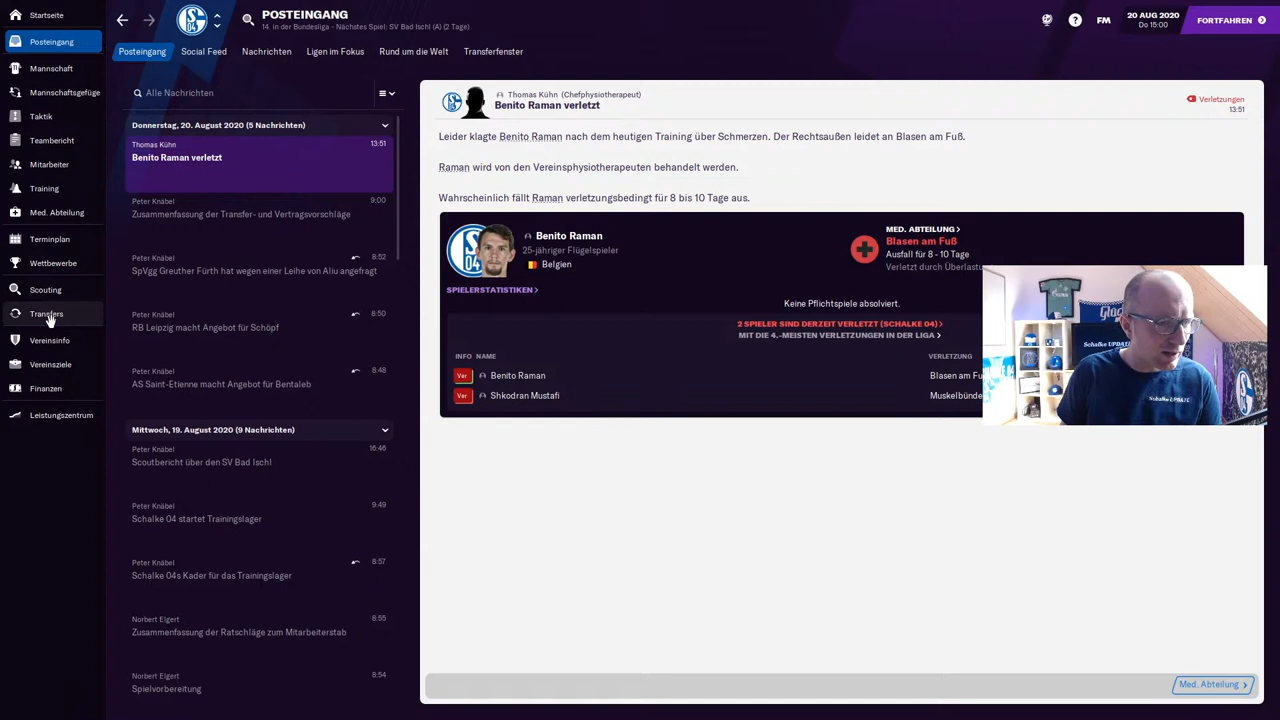 Startseite
Posteingang
Mannschaft
Mannschaftsgefüge
Taktik
Teambericht
Mitarbeiter
Training
Med. Abteilung
Terminplan
Wettbewerbe
Scouting
Transfers
Vereinsinfo
Vereinsziele
Finanzen
Leistungszentrum
POSTEINGANG
14. in der Bundesliga - Nächstes Spiel: SV Bad Ischl (A) (2 Tage)
FM
20 AUG 2020
Do 15:00
FORTFAHREN
Posteingang Social Feed Nachrichten Ligen im Fokus Rund um die Welt Transferfenster
Alle Nachrichten
Donnerstag, 20. August 2020 (5 Nachrichten)
Thomas Kühn 13:51
Benito Raman verletzt
Peter Knäbel 9:00
Zusammenfassung der Transfer- und Vertragsvorschläge
Peter Knäbel 8:52
SpVgg Greuther Fürth hat wegen einer Leihe von Aliu angefragt
Peter Knäbel 8:50
RB Leipzig macht Angebot für Schöpf
Peter Knäbel 8:48
AS Saint-Etienne macht Angebot für Bentaleb
Mittwoch, 19. August 2020 (9 Nachrichten)
Peter Knäbel 16:46
Scoutbericht über den SV Bad Ischl
Peter Knäbel 9:49
Schalke 04 startet Trainingslager
Peter Knäbel 8:57
Schalke 04s Kader für das Trainingslager
Norbert Elgert 8:55
Zusammenfassung der Ratschläge zum Mitarbeiterstab
Norbert Elgert 8:54
Spielvorbereitung
Thomas Kühn (Chefphysiotherapeut)
Benito Raman verletzt
Verletzungen
13:51
Leider klagte Benito Raman nach dem heutigen Training über Schmerzen. Der Rechtsaußen leidet an Blasen am Fuß.
Raman wird von den Vereinsphysiotherapeuten behandelt werden.
Wahrscheinlich fällt Raman verletzungsbedingt für 8 bis 10 Tage aus.
Benito Raman
25-jähriger Flügelspieler
Belgien
SPIELERSTATISTIKEN
MED. ABTEILUNG
Blasen am Fuß
Ausfall für 8 - 10 Tage
Verletzt durch Überlastu
Keine Pflichtspiele absolviert.
2 SPIELER SIND DERZEIT VERLETZT (SCHALKE 04)
MIT DIE 4.-MEISTEN VERLETZUNGEN IN DER LIGA
INFO NAME VERLETZUNG
Ver Benito Raman Blasen am Fu
Ver Shkodran Mustafi Muskelbünde
Schalke UPDATE
Schalke UPDATE
Med. Abteilung